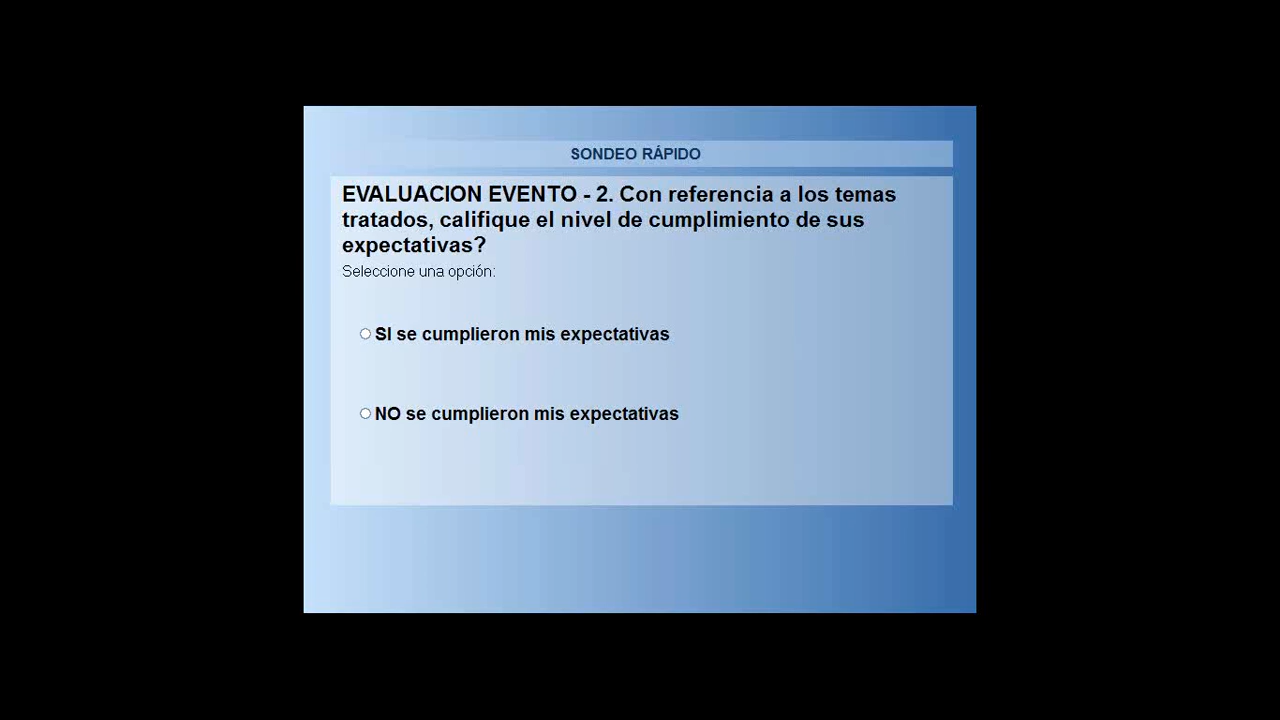 SONDEO RÁPIDO
EVALUACION EVENTO - 2. Con referencia a los temas
tratados, califique el nivel de cumplimiento de sus
expectativas?
Seleccione una opción:
SI se cumplieron mis expectativas
NO se cumplieron mis expectativas